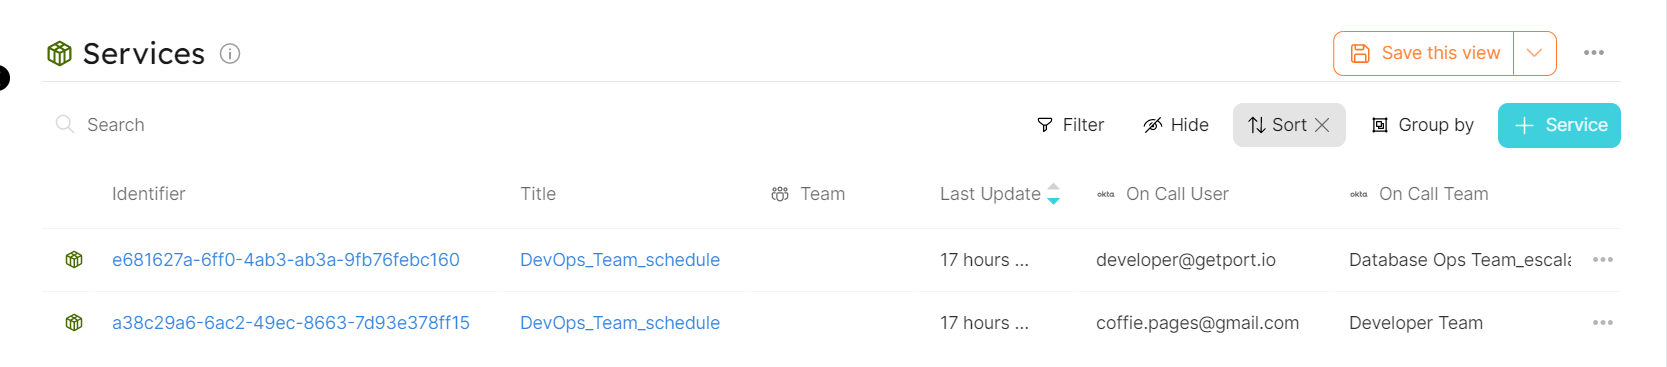 Services
Save this view
Search
Filter Hide Sort Group by + Service
Identifier Title Team Last Update okta On Call User okta On Call Team
e681627a-6ff0-4ab3-ab3a-9fb76febc160 DevOps_Team_schedule 17 hours ... developer@getport.io Database Ops Team_escala
a38c29a6-6ac2-49ec-8663-7d93e378ff15 DevOps_Team_schedule 17 hours ... coffie.pages@gmail.com Developer Team